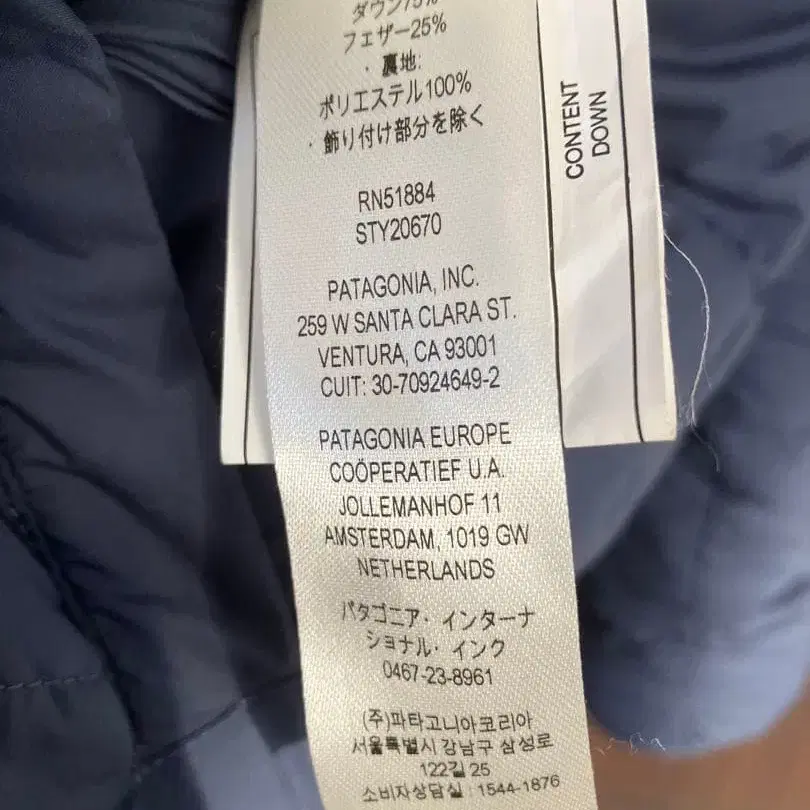 ダウン75%
フェザー25%
・裏地:
ポリエステル100%
・飾り付け部分を除く
RN51884
STY20670
PATAGONIA, INC.
259 W SANTA CLARA ST.
VENTURA, CA 93001
CUIT: 30-70924649-2
PATAGONIA EUROPE
COÖPERATIEF U.A.
JOLLEMANHOF 11
AMSTERDAM, 1019 GW
NETHERLANDS
パタゴニア・インターナ
ショナル・インク
0467-23-8961
(주)파타고니아코리아
서울특별시 강남구 삼성로
122길 25
소비자상담실 : 1544-1876
CONTENT
DOWN